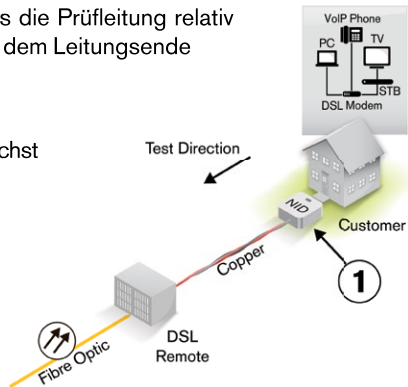 s die Prüfleitung relativ
dem Leitungsende
chst
VoIP Phone
PC
TV
STB
DSL Modem
Test Direction
NID
Customer
1
Copper
DSL
Remote
Fibre Optic